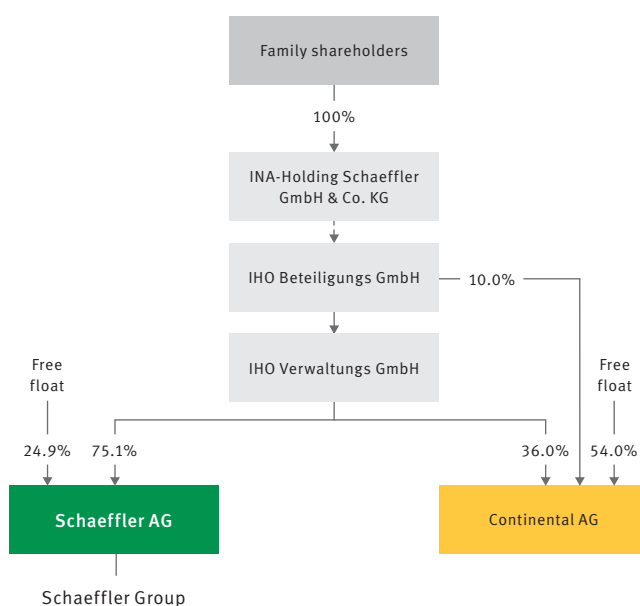 Family shareholders
100%
INA-Holding Schaeffler
GmbH & Co. KG
IHO Beteiligungs GmbH
10.0%
IHO Verwaltungs GmbH
Free
float
Free
float
24.9%
75.1%
36.0%
54.0%
Schaeffler AG
Continental AG
Schaeffler Group